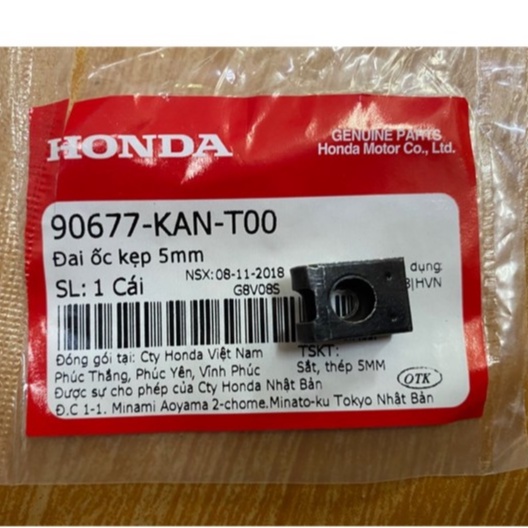 HONDA
GENUINE PARTS
Honda Motor Co., Ltd.
90677-KAN-T00
Đai ốc kẹp 5mm
NSX: 08-11-2018
dụng:
SL: 1 Cái
G8V08S
HVN
Đóng gói tại: Cty Honda Việt Nam
TSKT:
Phúc Thắng, Phúc Yên, Vĩnh Phúc
Sắt, thép 5MM
Được sự cho phép của Cty Honda Nhật Bản
OTK
Đ.C 1-1. Minami Aoyama 2-chome.Minato-ku Tokyo Nhật Bản